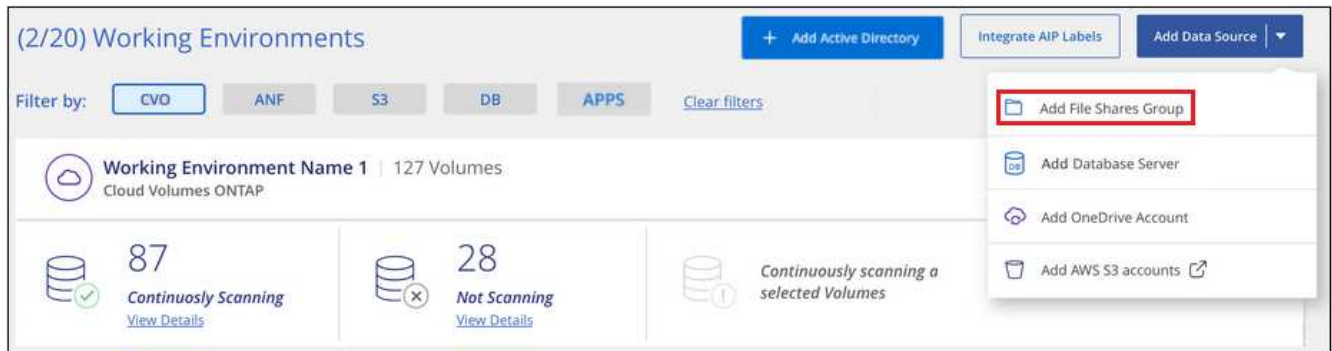 (2/20) Working Environments
+ Add Active Directory
Integrate AIP Labels
Add Data Source
Filter by:
CVO
ANF
S3
DB
APPS
Clear filters
Add File Shares Group
DB
Add Database Server
Add OneDrive Account
Add AWS S3 accounts
Working Environment Name 1 | 127 Volumes
Cloud Volumes ONTAP
87
Continuosly Scanning
View Details
28
Not Scanning
View Details
Continuously scanning a
selected Volumes